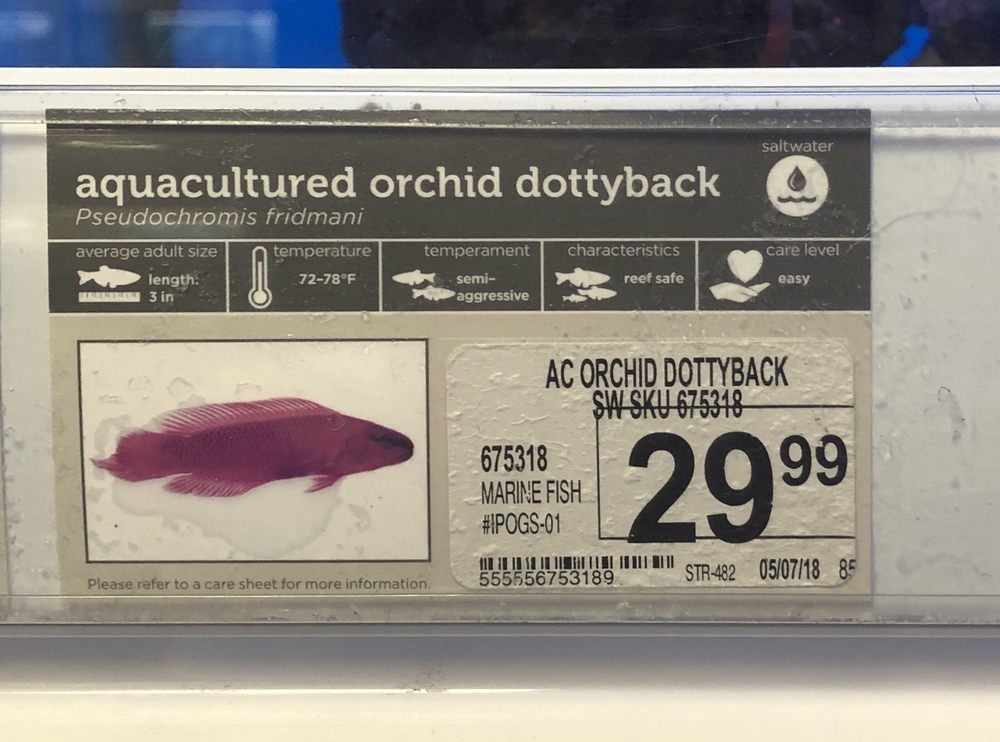 saltwater
aquacultured orchid dottyback
Pseudochromis fridmani
average adult size
length:
3 in
temperature
72-78°F
temperament
semi-
aggressive
characteristics
reef safe
care level
easy
AC ORCHID DOTTYBACK
SW SKU 675318
675318
MARINE FISH
#IPOGS-01
29 99
555556753189
STR-482 05/07/18 85
Please refer to a care sheet for more information.